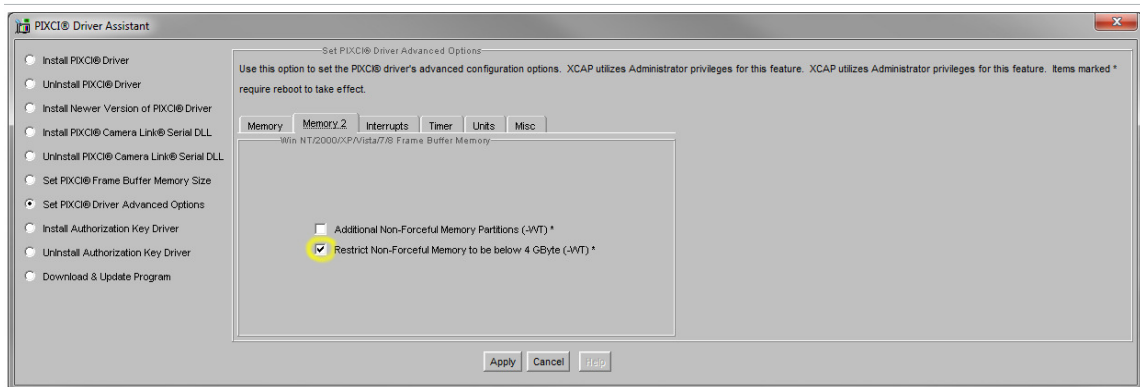 PIXCI® Driver Assistant
Install PIXCI® Driver
Uninstall PIXCI® Driver
Install Newer Version of PIXCI® Driver
Install PIXCI® Camera Link® Serial DLL
Uninstall PIXCI® Camera Link® Serial DLL
Set PIXCI® Frame Buffer Memory Size
Set PIXCI® Driver Advanced Options
Install Authorization Key Driver
Uninstall Authorization Key Driver
Download & Update Program
Set PIXCI® Driver Advanced Options
Use this option to set the PIXCI® driver's advanced configuration options. XCAP utilizes Administrator privileges for this feature. XCAP utilizes Administrator privileges for this feature. Items marked *
require reboot to take effect.
Memory Memory 2 Interrupts Timer Units Misc
Win NT/2000/XP/Vista/7/8 Frame Buffer Memory
Additional Non-Forceful Memory Partitions (-WT) *
Restrict Non-Forceful Memory to be below 4 GByte (-WT) *
Apply Cancel Help